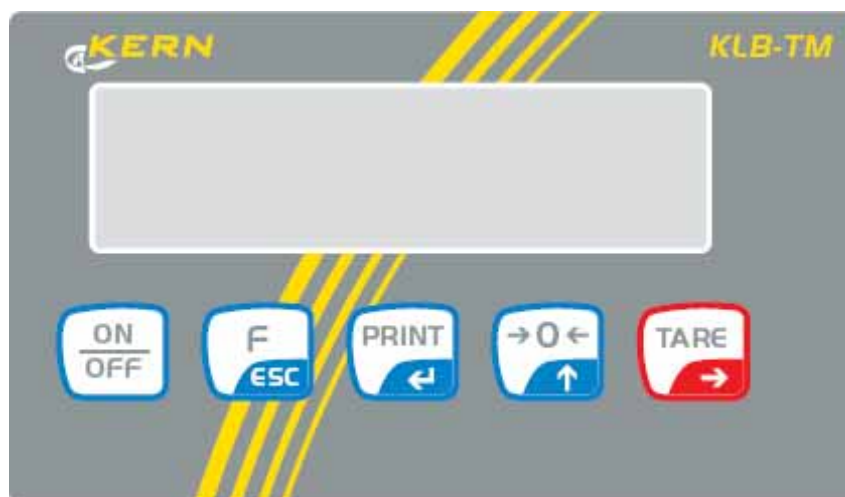 KERN KLB-TM
ON
OFF
F
ESC
PRINT
→0←
TARE